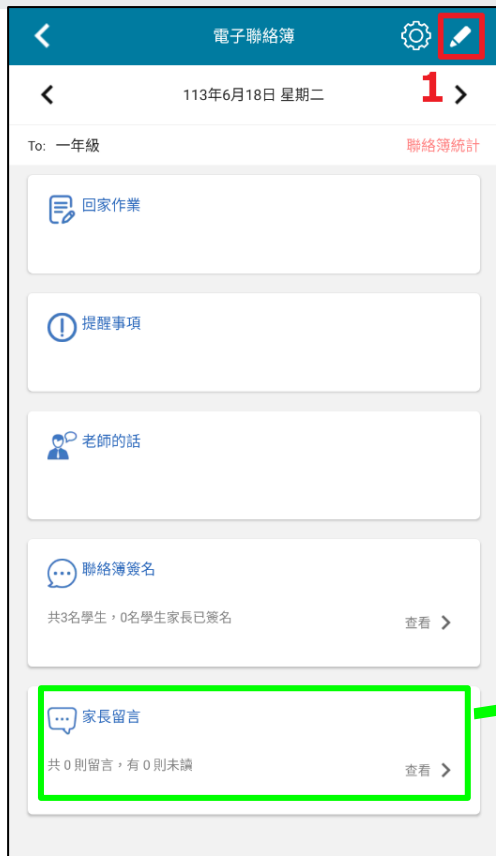 電子聯絡簿
1
113年6月18日 星期二
To: 一年級 聯絡簿統計
回家作業
提醒事項
老師的話
聯絡簿簽名
共3名學生，0名學生家長已簽名 查看
家長留言
共 0 則留言，有 0 則未讀 查看